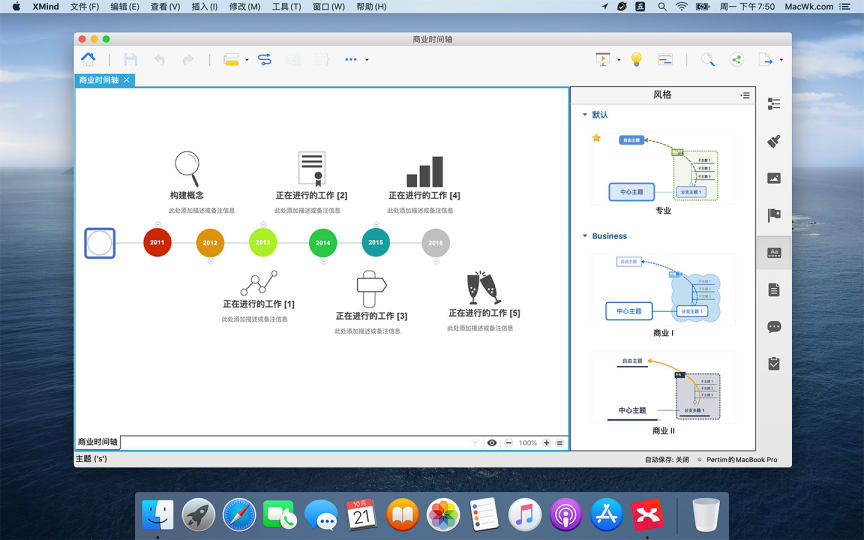 XMind 文件 (F) 编辑 (E) 查看 (V) 插入 (I) 修改 (M) 工具 (T) 窗口 (W) 帮助 (H) 五 周一 下午 7:50 MacWk.com
商业时间轴
商业时间轴
风格
默认
自由主题
子主题 1
子主题 2
子主题 3
中心主题
分支主题 1
专业
Business
自由主题
子主题 1
子主题 2
子主题 3
中心主题
分支主题 1
商业 I
自由主题
子主题 1
子主题 2
子主题 3
中心主题
分支主题 1
商业 II
Aa
构建概念
此处添加描述或备注信息
正在进行的工作 [2]
此处添加描述或备注信息
正在进行的工作 [4]
此处添加描述或备注信息
2011 2012 2013 2014 2015 2016
正在进行的工作 [1]
此处添加描述或备注信息
正在进行的工作 [3]
此处添加描述或备注信息
正在进行的工作 [5]
此处添加描述或备注信息
商业时间轴
100%
主题 ('s')
自动保存: 关闭 Pertim的MacBook Pro
10月
21